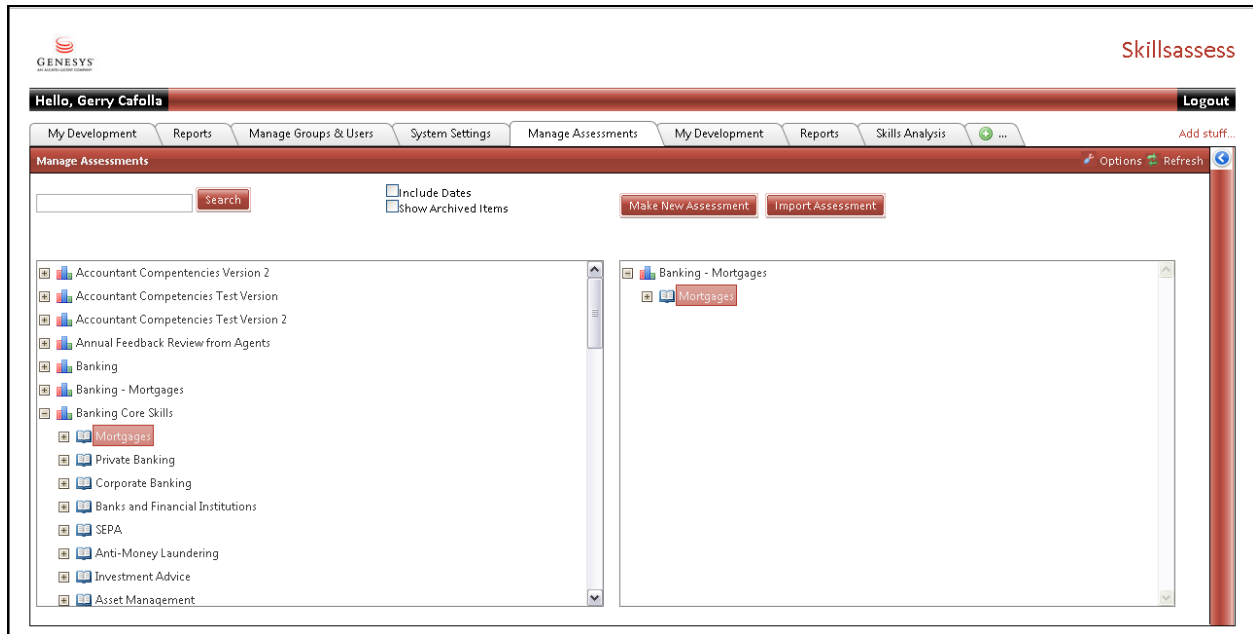 GENESYS
AN ALCATEL-LUCENT COMPANY
Skillsassess
Hello, Gerry Cafolla
Logout
My Development
Reports
Manage Groups & Users
System Settings
Manage Assessments
My Development
Reports
Skills Analysis
...
Add stuff...
Manage Assessments
Options
Refresh
Search
Include Dates
Show Archived Items
Make New Assessment
Import Assessment
Accountant Compentencies Version 2
Accountant Competencies Test Version
Accountant Competencies Test Version 2
Annual Feedback Review from Agents
Banking
Banking - Mortgages
Banking Core Skills
Mortgages
Private Banking
Corporate Banking
Banks and Financial Institutions
SEPA
Anti-Money Laundering
Investment Advice
Asset Management
Banking - Mortgages
Mortgages